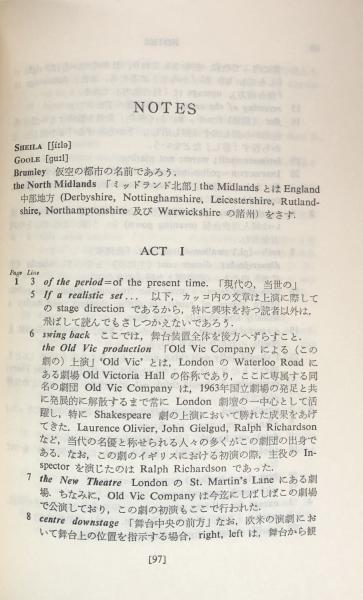 NOTES
SHEILA [ʃíːlə]
GOOLE [guːl]
Brumley 仮空の都市の名前であろう.
the North Midlands 「ミッドランド北部」the Midlands とは England
中部地方 (Derbyshire, Nottinghamshire, Leicestershire, Rutland-
shire, Northamptonshire 及び Warwickshire の諸州) をさす.
ACT I
Page Line
1 3 of the period=of the present time. 「現代の, 当世の」
5 If a realistic set... 以下, カッコ内の文章は上演に際して
の stage direction であるから, 特に興味を持つ読者以外は,
飛ばして読んでもさしつかえないであろう.
6 swing back ここでは, 舞台装置全体を後方へずらすこと.
the Old Vic production 「Old Vic Company による (この
劇の) 上演」 ‘Old Vic’ とは, London の Waterloo Road に
ある劇場 Old Victoria Hall の俗称であり, ここに専属する同
名の劇団 Old Vic Company は, 1963年国立劇場の発足と共
に発展的に解散するまで常に London 劇壇の一中心として活
躍し, 特に Shakespeare 劇の上演において勝れた成果をあげ
てきた. Laurence Olivier, John Gielgud, Ralph Richardson
など, 当代の名優と称せられる人々の多くがこの劇団の出身で
ある. なお, この劇のイギリスにおける初演の際, 主役の In-
spector を演じたのは Ralph Richardson であった.
7 the New Theatre London の St. Martin's Lane にある劇
場. ちなみに, Old Vic Company は今迄にしばしばこの劇場
で公演しており, この劇の初演もここで行われた.
8 centre downstage 「舞台中央の前方」なお, 欧米の演劇にお
いて舞台上の位置を指示する場合, right, left は, 舞台から観
[97]